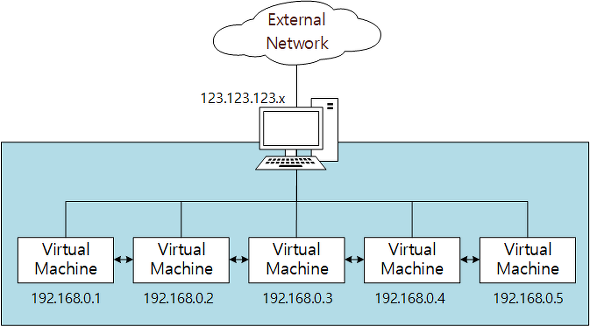 External
Network
123.123.123.x
Virtual
Machine
Virtual
Machine
Virtual
Machine
Virtual
Machine
Virtual
Machine
192.168.0.1
192.168.0.2
192.168.0.3
192.168.0.4
192.168.0.5